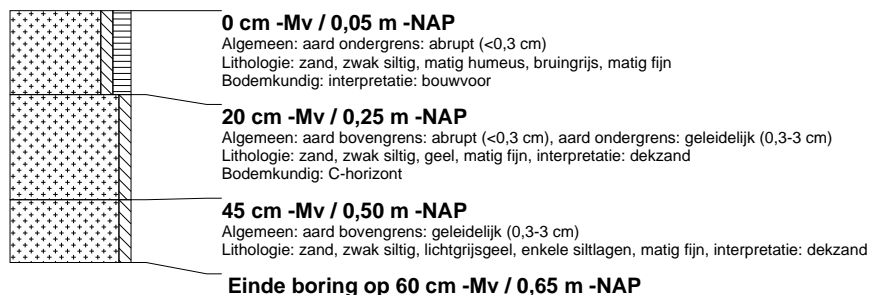 0 cm -Mv / 0,05 m -NAP
Algemeen: aard ondergrens: abrupt (<0,3 cm)
Lithologie: zand, zwak siltig, matig humeus, bruingrijs, matig fijn
Bodemkundig: interpretatie: bouwvoor
20 cm -Mv / 0,25 m -NAP
Algemeen: aard bovengrens: abrupt (<0,3 cm), aard ondergrens: geleidelijk (0,3-3 cm)
Lithologie: zand, zwak siltig, geel, matig fijn, interpretatie: dekzand
Bodemkundig: C-horizont
45 cm -Mv / 0,50 m -NAP
Algemeen: aard bovengrens: geleidelijk (0,3-3 cm)
Lithologie: zand, zwak siltig, lichtgrijsgeel, enkele siltlagen, matig fijn, interpretatie: dekzand
Einde boring op 60 cm -Mv / 0,65 m -NAP